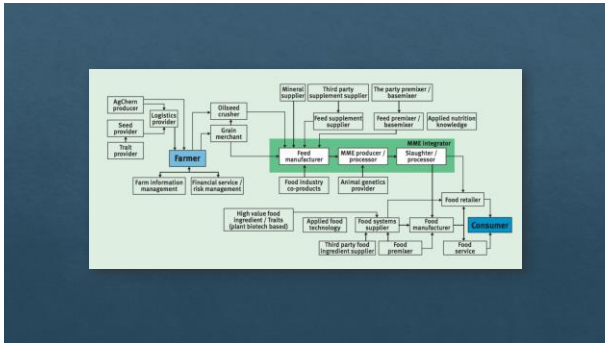 Mineral
supplier
Third party
supplement supplier
The party premixer /
basemixer
AgChem
producer
Logistics
provider
Oilseed
crusher
Feed supplement
supplier
Feed premixer /
basemixer
Applied nutrition
knowledge
Seed
provider
Grain
merchant
Trait
provider
Farmer
MME integrator
Feed
manufacturer
MME producer /
processor
Slaughter /
processor
Farm information
management
Financial service /
risk management
Food industry
co-products
Animal genetics
provider
Food retailer
High value food
ingredient / Traits
(plant biotech based)
Applied food
technology
Food systems
supplier
Food
manufacturer
Consumer
Third party food
ingredient supplier
Food
premixer
Food
service